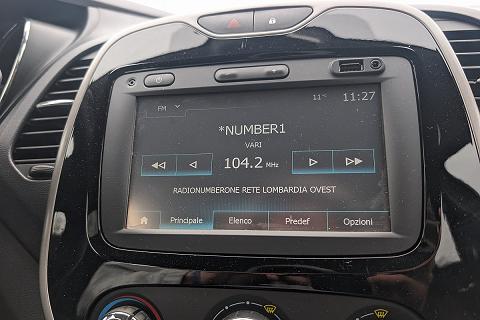 FM 11°C 11:27
*NUMBER1
VARI
104.2 MHz
RADIONUMBERONE RETE LOMBARDIA OVEST
Principale Elenco Predef Opzioni